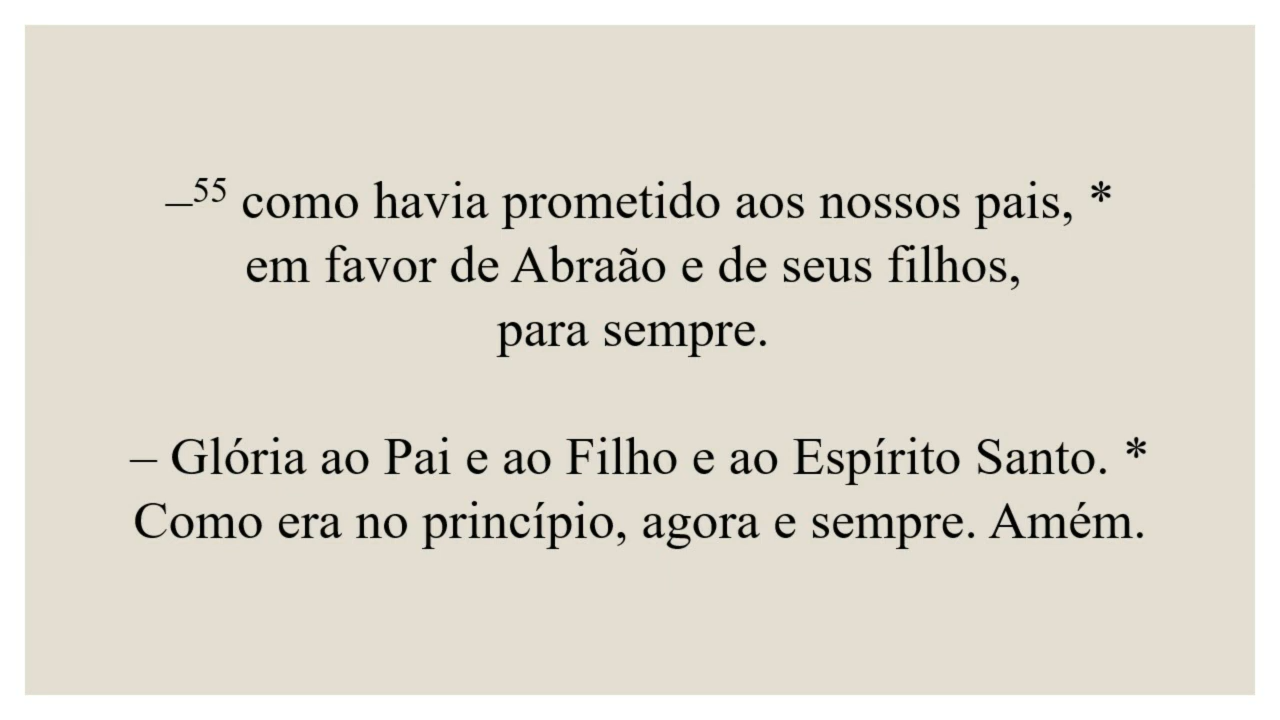 –⁵⁵ como havia prometido aos nossos pais, *
em favor de Abraão e de seus filhos,
para sempre.
– Glória ao Pai e ao Filho e ao Espírito Santo. *
Como era no princípio, agora e sempre. Amém.